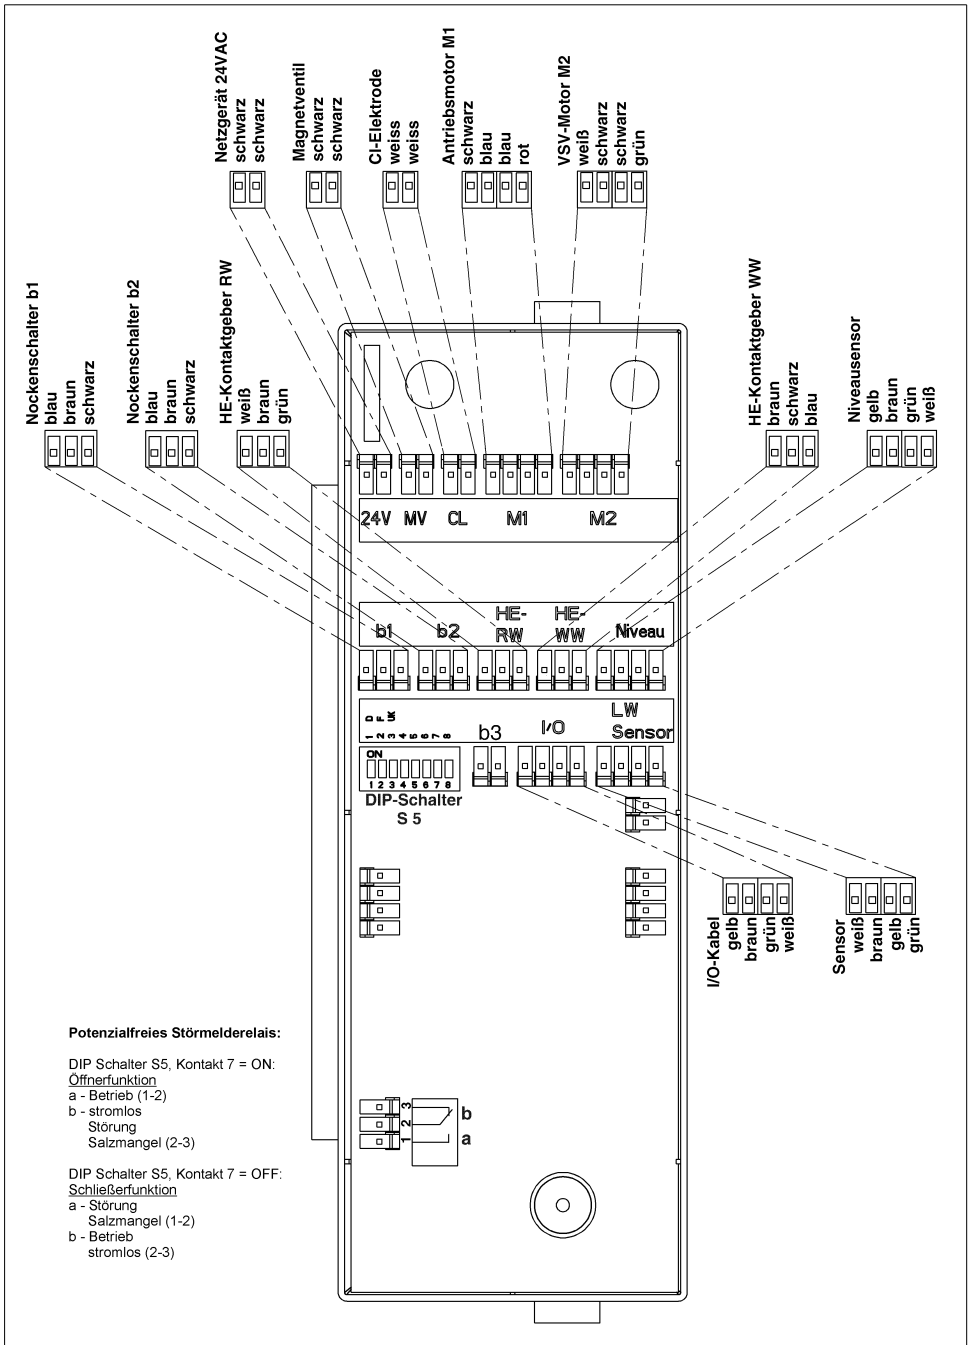 Netzgerät 24VAC
schwarz
schwarz
Magnetventil
schwarz
schwarz
Cl-Elektrode
weiss
weiss
Antriebsmotor M1
schwarz
blau
blau
rot
VSV-Motor M2
weiß
schwarz
schwarz
grün
Nockenschalter b1
blau
braun
schwarz
Nockenschalter b2
blau
braun
schwarz
HE-Kontaktgeber RW
weiß
braun
grün
HE-Kontaktgeber WW
braun
schwarz
blau
Niveausensor
gelb
braun
grün
weiß
24V MV CL M1 M2
b1 b2 HE-RW HE-WW Niveau
1 D
2 F
3 UK
4
5
6
7
8
b3 I/O LW Sensor
ON
1 2 3 4 5 6 7 8
DIP-Schalter
S 5
I/O-Kabel
gelb
braun
grün
weiß
Sensor
weiß
braun
gelb
grün
Potenzialfreies Störmelderelais:
DIP Schalter S5, Kontakt 7 = ON:
Öffnerfunktion
a - Betrieb (1-2)
b - stromlos
Störung
Salzmangel (2-3)
DIP Schalter S5, Kontakt 7 = OFF:
Schließerfunktion
a - Störung
Salzmangel (1-2)
b - Betrieb
stromlos (2-3)
3
2
1
b
a